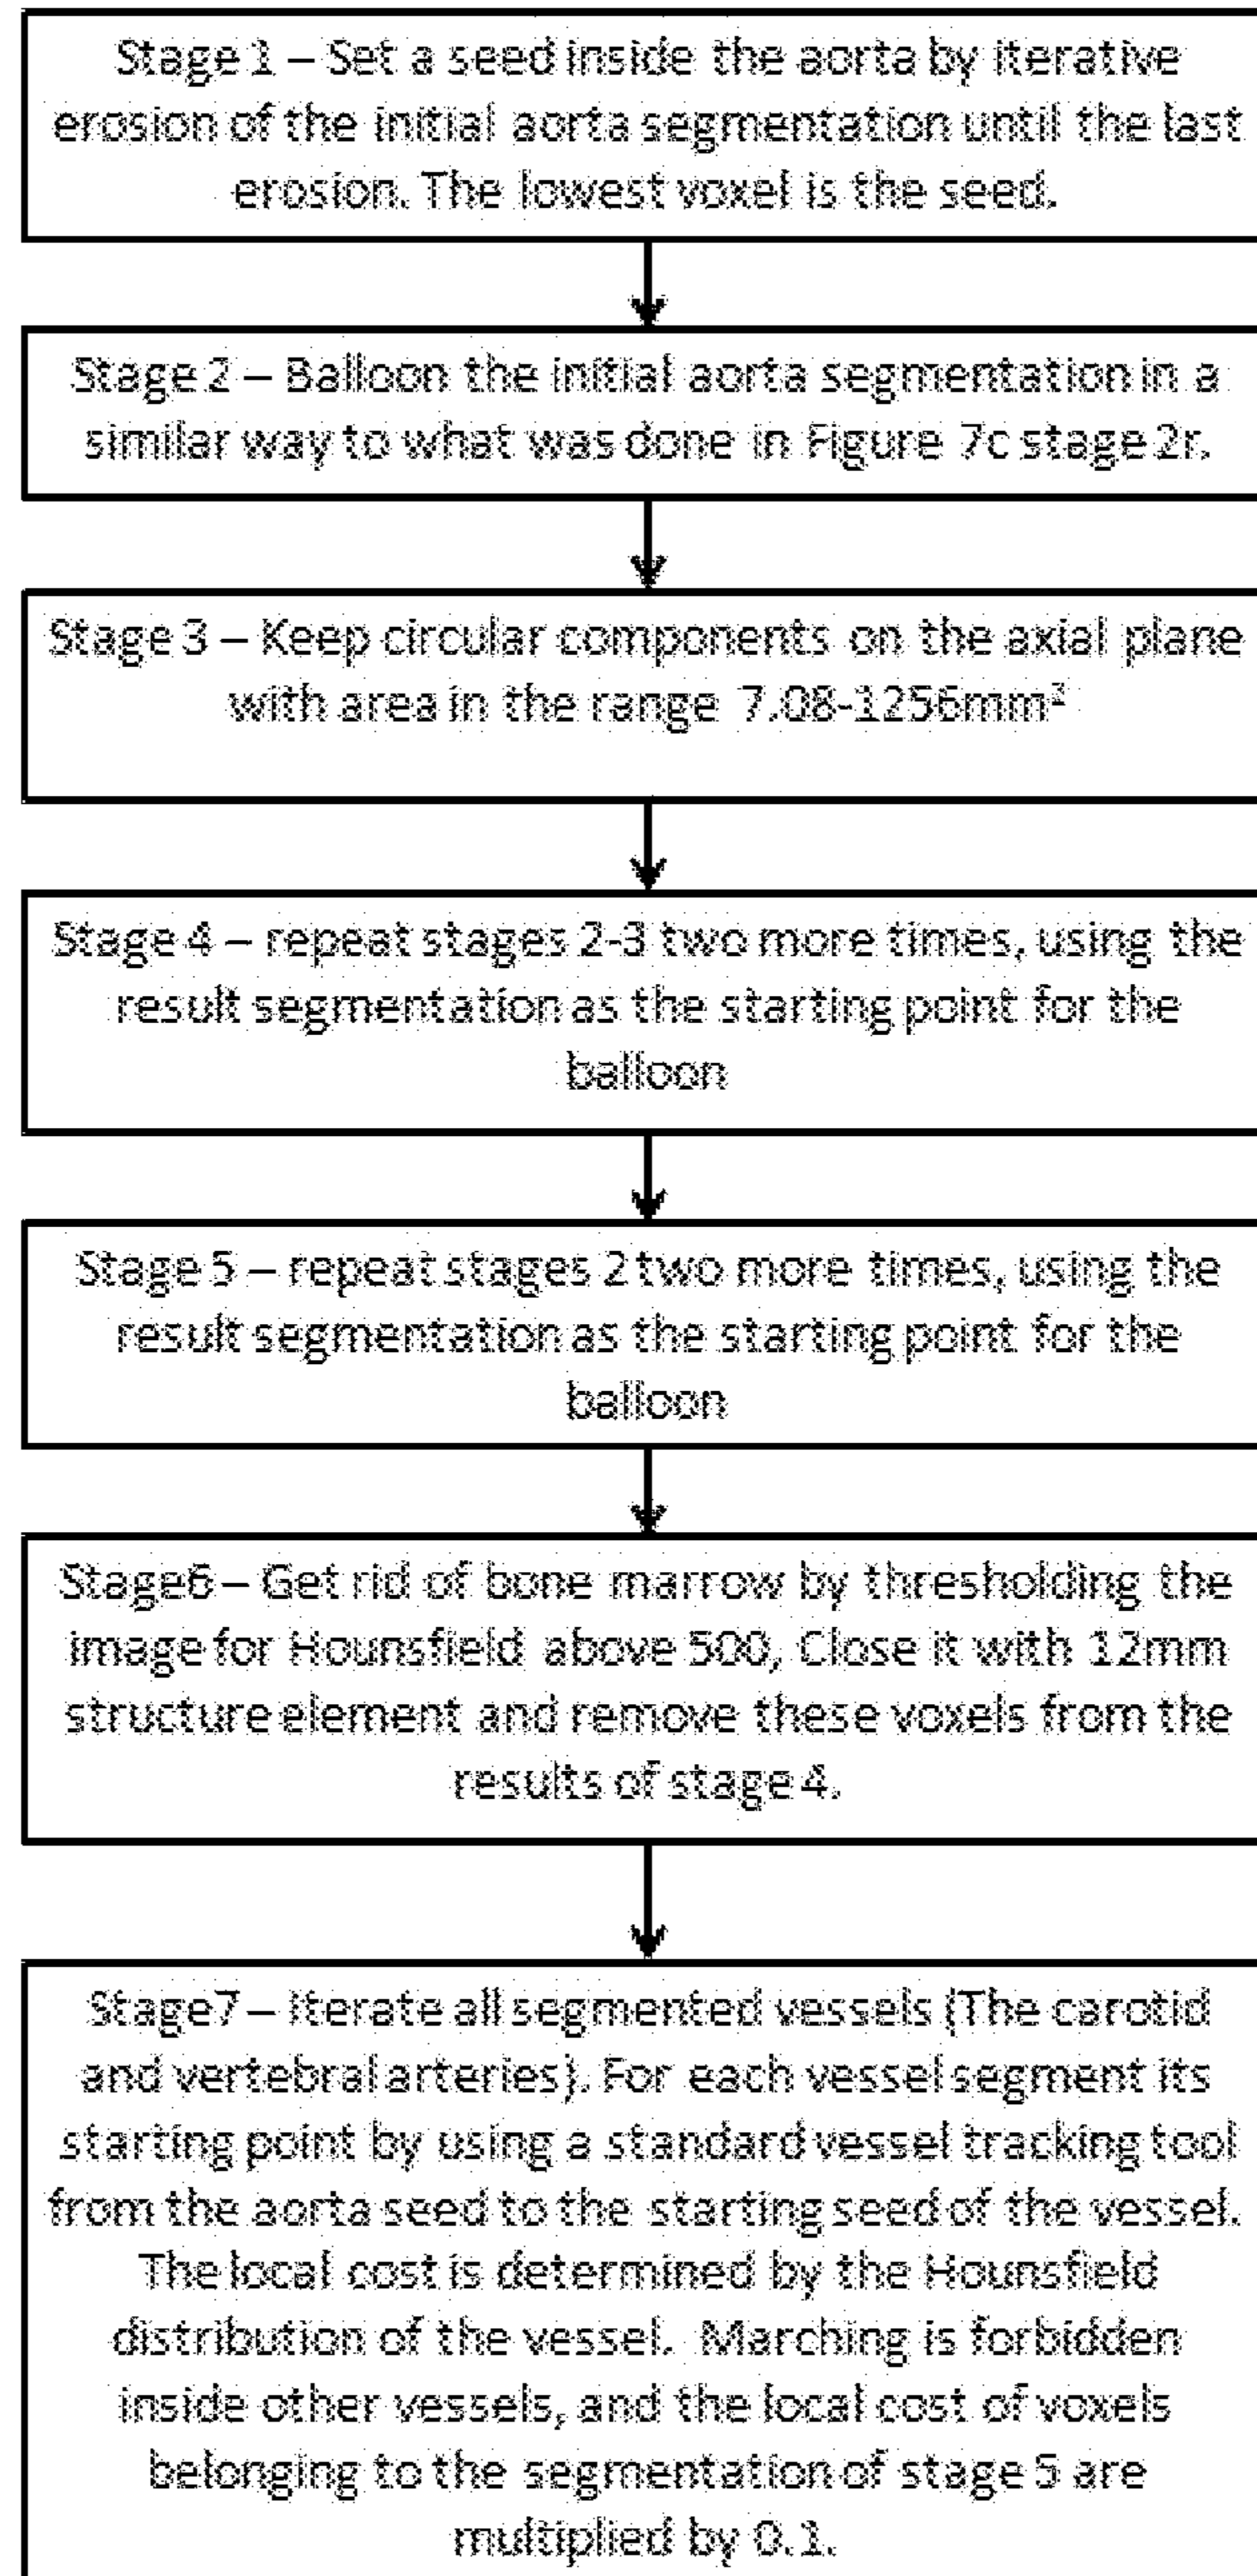 Stage 1 – Set a seed inside the aorta by iterative
erosion of the initial aorta segmentation until the last
erosion. The lowest voxel is the seed.
Stage 2 – Balloon the initial aorta segmentation in a
similar way to what was done in Figure 7c stage 2r.
Stage 3 – Keep circular components on the axial plane
with area in the range 7.08-1256mm²
Stage 4 – repeat stages 2-3 two more times, using the
result segmentation as the starting point for the
balloon
Stage 5 – repeat stages 2 two more times, using the
result segmentation as the starting point for the
balloon
Stage6 – Get rid of bone marrow by thresholding the
image for Hounsfield above 500, Close it with 12mm
structure element and remove these voxels from the
results of stage 4.
Stage7 – Iterate all segmented vessels (The carotid
and vertebral arteries). For each vessel segment its
starting point by using a standard vessel tracking tool
from the aorta seed to the starting seed of the vessel.
The local cost is determined by the Hounsfield
distribution of the vessel. Marching is forbidden
inside other vessels, and the local cost of voxels
belonging to the segmentation of stage 5 are
multiplied by 0.1.